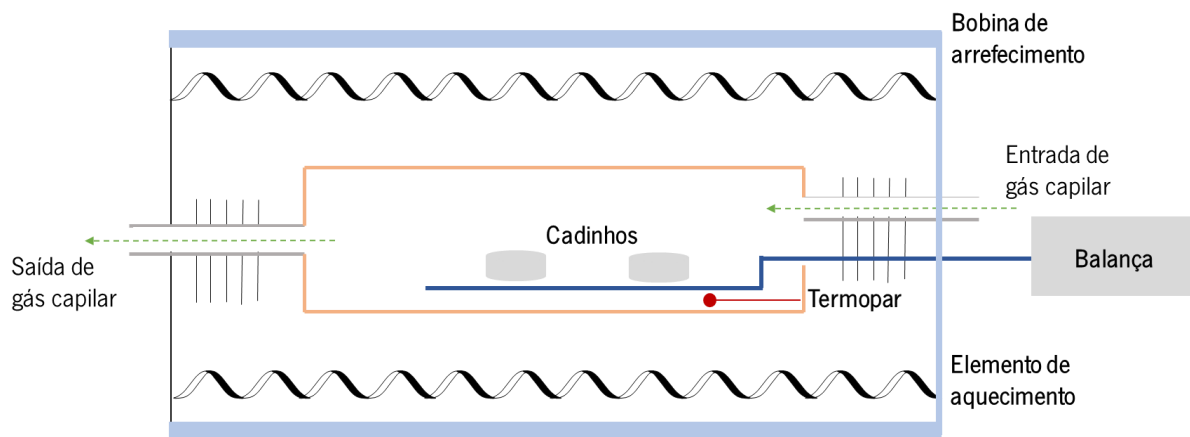 Bobina de
arrefecimento
Entrada de
gás capilar
Cadinhos
Balança
Saída de
gás capilar
Termopar
Elemento de
aquecimento